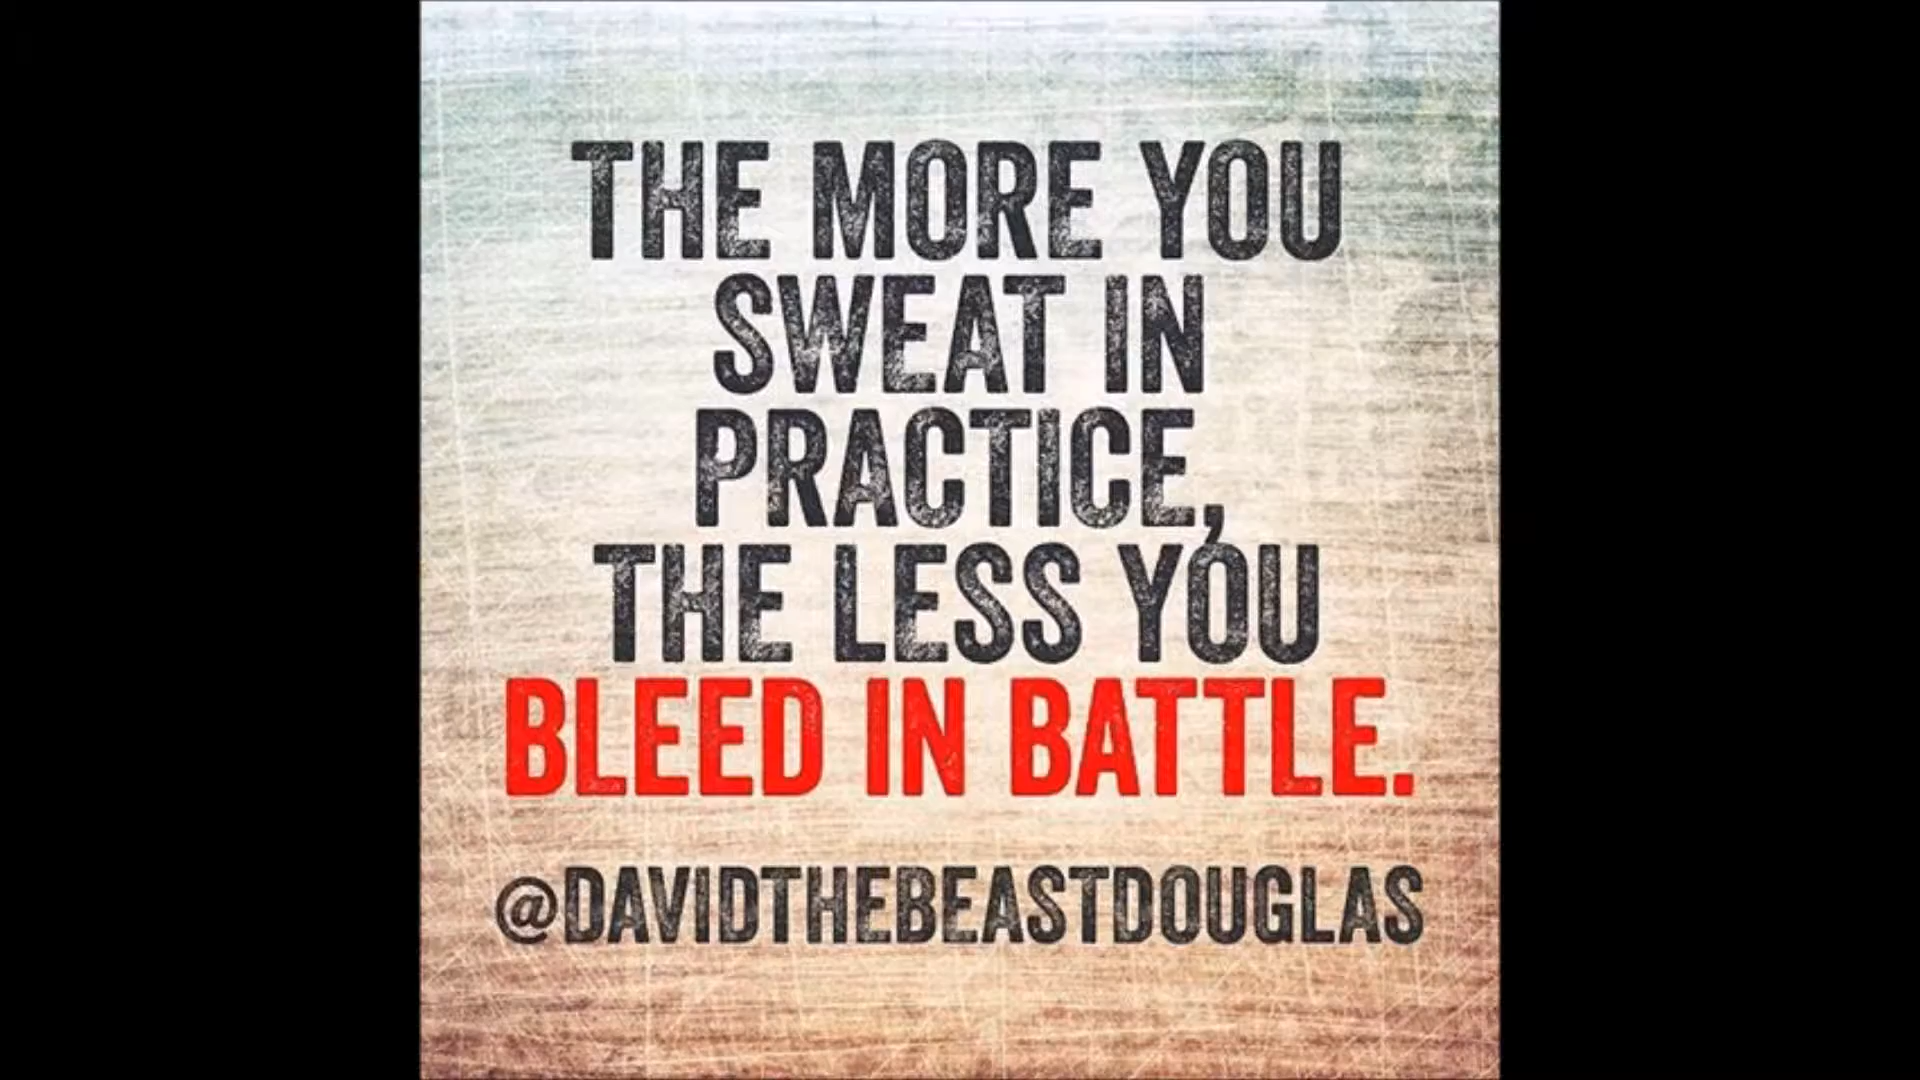 THE MORE YOU
SWEAT IN
PRACTICE,
THE LESS YOU
BLEED IN BATTLE.
@DAVIDTHEBEASTDOUGLAS